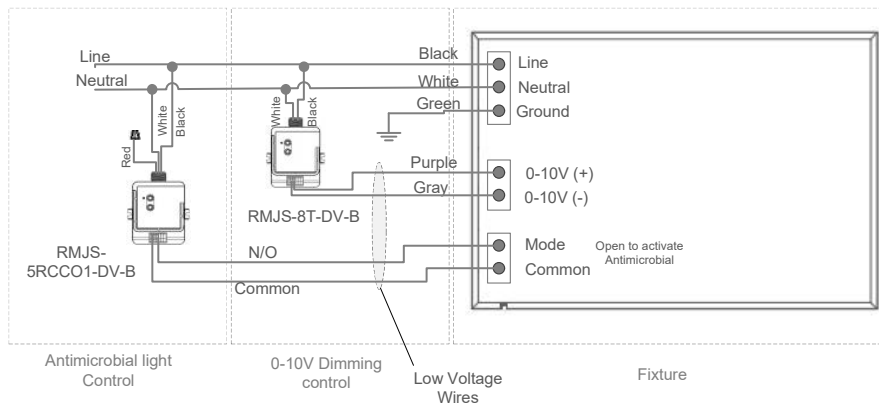 Line
Neutral
Black
White
Green
Line
Neutral
Ground
White
Black
Red
White
Black
Purple
Gray
0-10V (+)
0-10V (-)
RMJS-8T-DV-B
RMJS-
5RCCO1-DV-B
N/O
Common
Mode
Common
Open to activate
Antimicrobial
Antimicrobial light
Control
0-10V Dimming
control
Low Voltage
Wires
Fixture